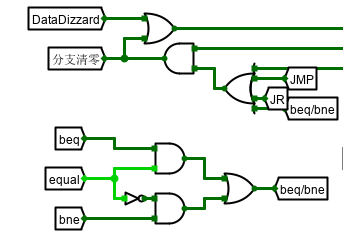 DataDizzard
分支清零
JMP
JR
beq/bne
beq
equal
beq/bne
bne